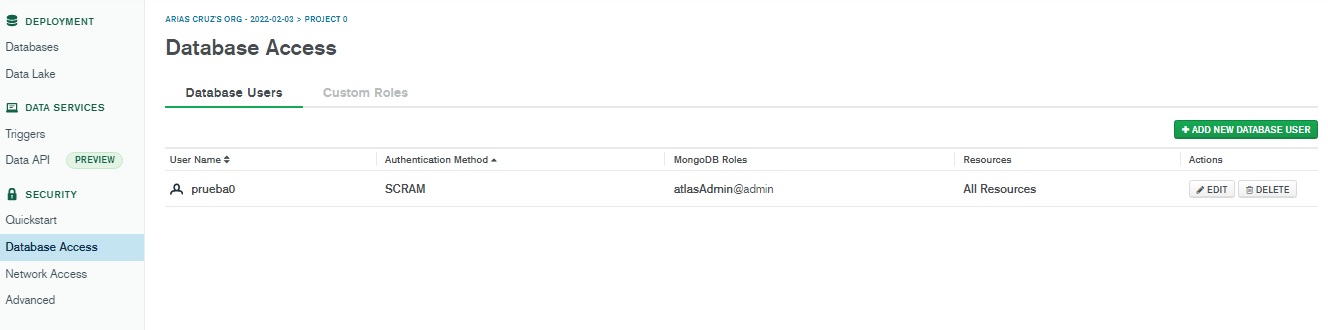 DEPLOYMENT
Databases
Data Lake
DATA SERVICES
Triggers
Data API PREVIEW
SECURITY
Quickstart
Database Access
Network Access
Advanced
ARIAS CRUZ'S ORG - 2022-02-03 > PROJECT 0
Database Access
Database Users Custom Roles
+ ADD NEW DATABASE USER
User Name Authentication Method MongoDB Roles Resources Actions
prueba0 SCRAM atlasAdmin@admin All Resources EDIT DELETE